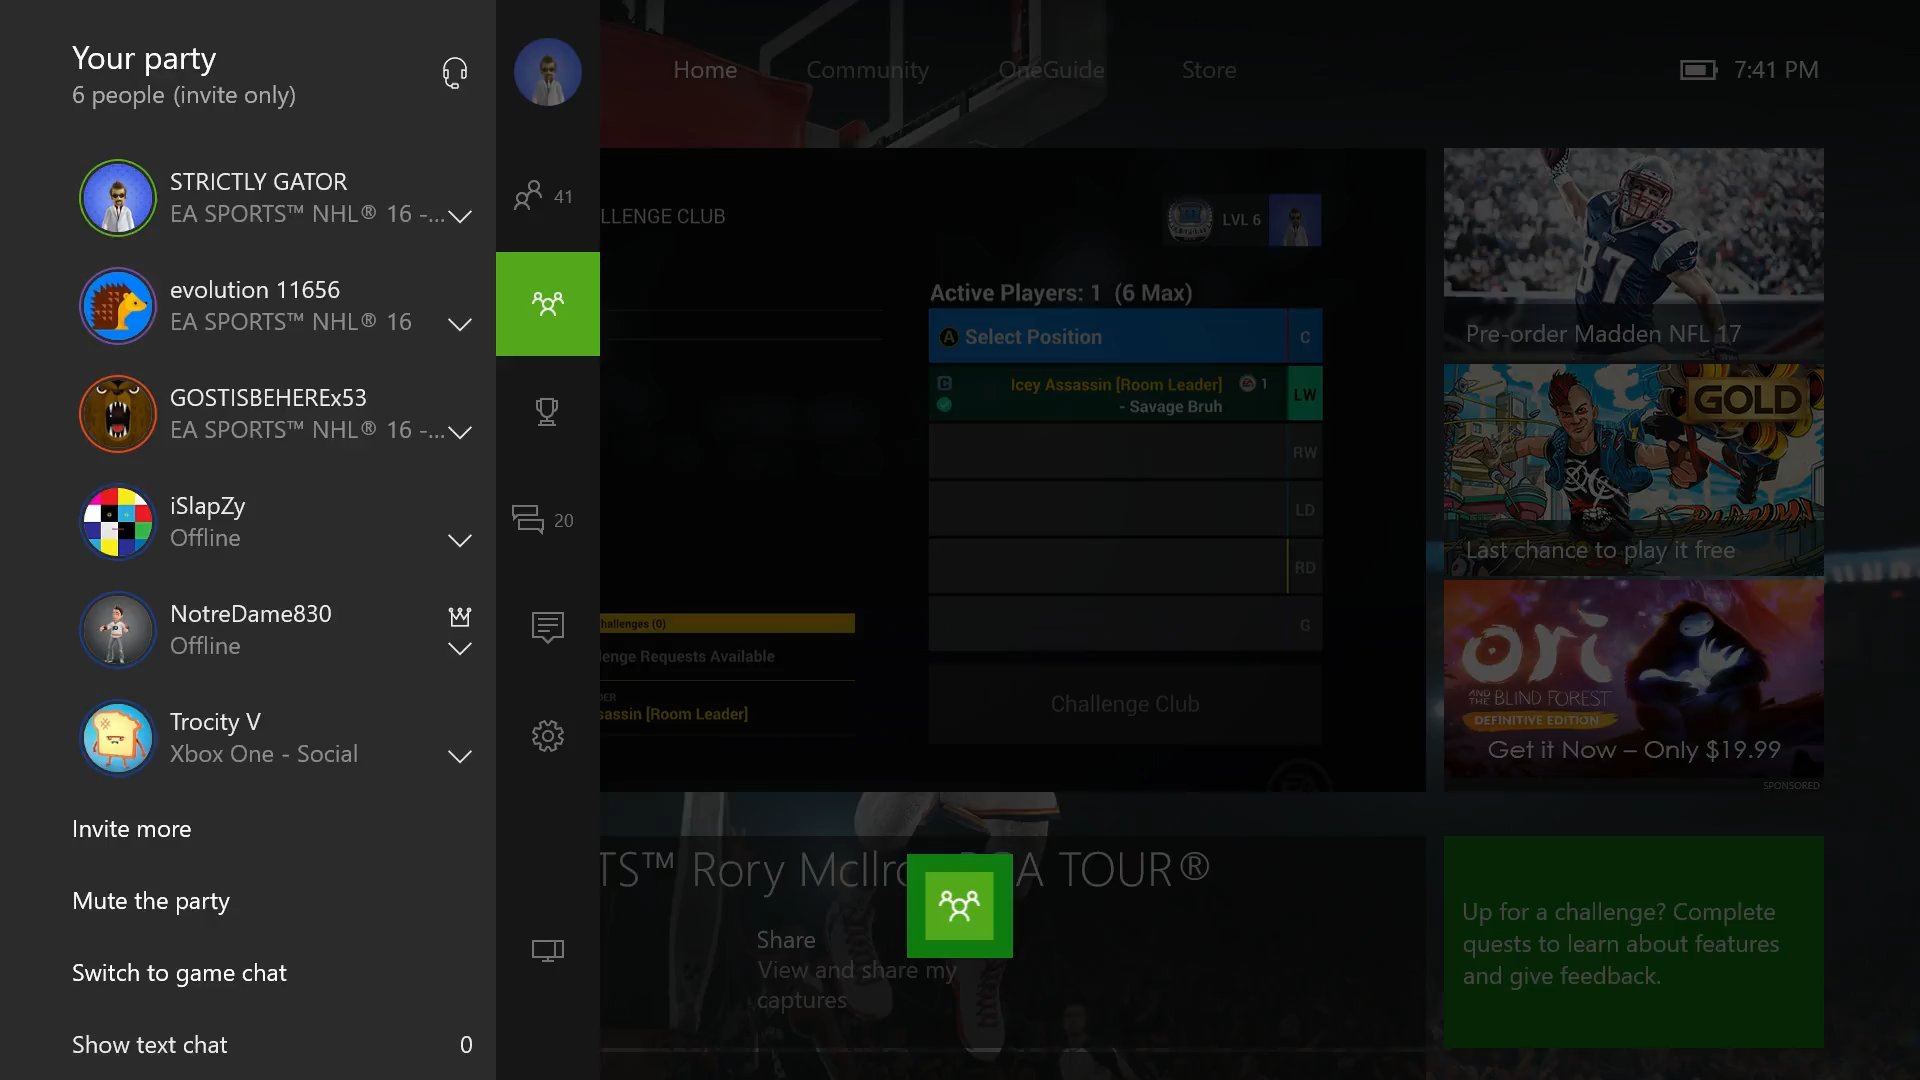 Your party
6 people (invite only)
STRICTLY GATOR
EA SPORTS™ NHL® 16 -...
evolution 11656
EA SPORTS™ NHL® 16
GOSTISBEHEREx53
EA SPORTS™ NHL® 16 -...
iSlapZy
Offline
NotreDame830
Offline
Trocity V
Xbox One - Social
Invite more
Mute the party
Switch to game chat
Show text chat 0
41
20
Home Community OneGuide Store
7:41 PM
LLENGE CLUB
LVL 6
Active Players: 1 (6 Max)
A Select Position C
C Icey Assassin [Room Leader] 1 LW
- Savage Bruh
RW
LD
RD
G
Challenge Club
hallenges (0)
lenge Requests Available
DER
sassin [Room Leader]
TS™ Rory McIlro A TOUR®
Share
View and share my
captures
87
Pre-order Madden NFL 17
GOLD
Last chance to play it free
ori
AND THE BLIND FOREST
DEFINITIVE EDITION
Get it Now – Only $19.99
SPONSORED
Up for a challenge? Complete
quests to learn about features
and give feedback.